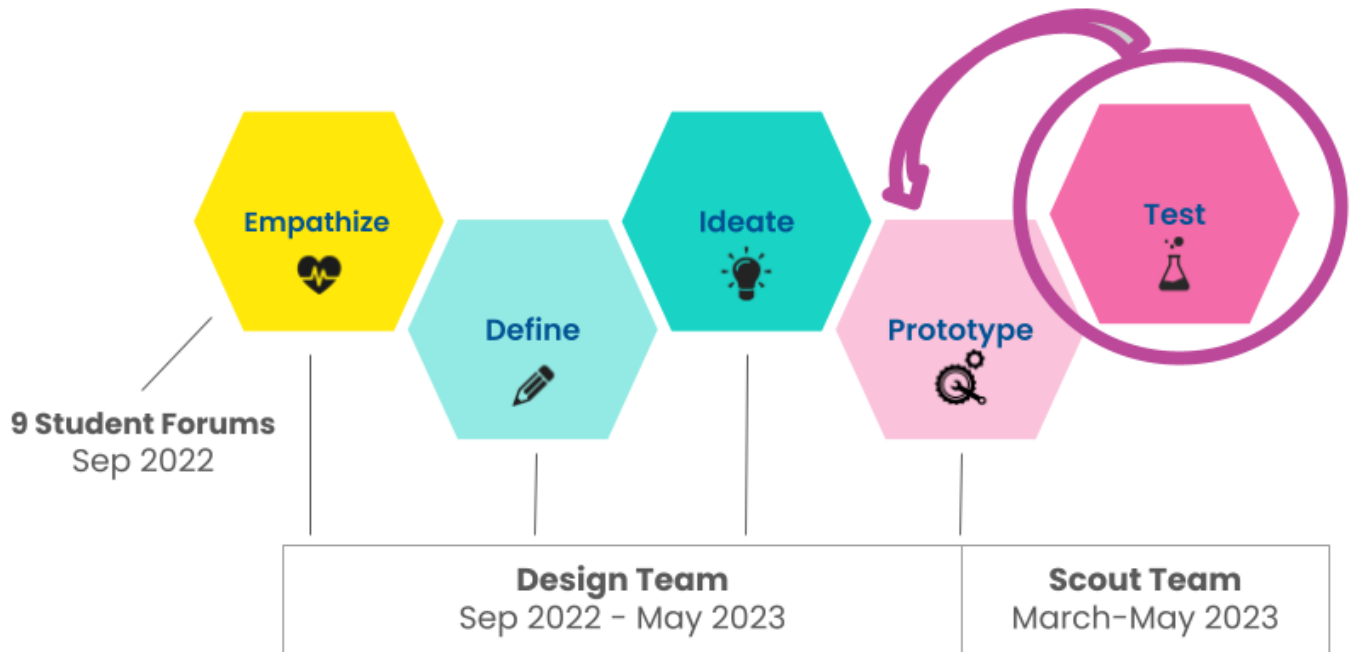 Empathize
Define
Ideate
Prototype
Test
9 Student Forums
Sep 2022
Design Team
Sep 2022 - May 2023
Scout Team
March-May 2023